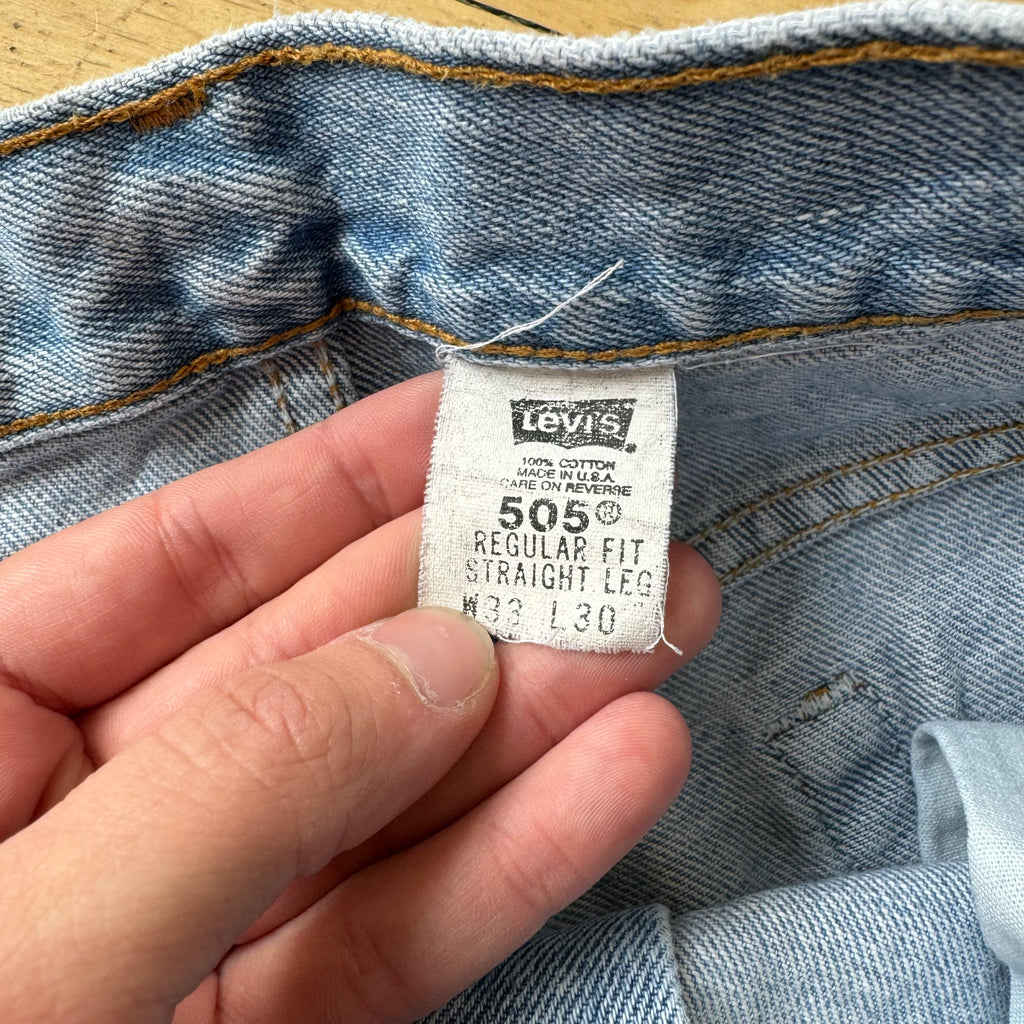 Levi's
100% COTTON
MADE IN U.S.A.
CARE ON REVERSE
505®
REGULAR FIT
STRAIGHT LEG
W33 L30